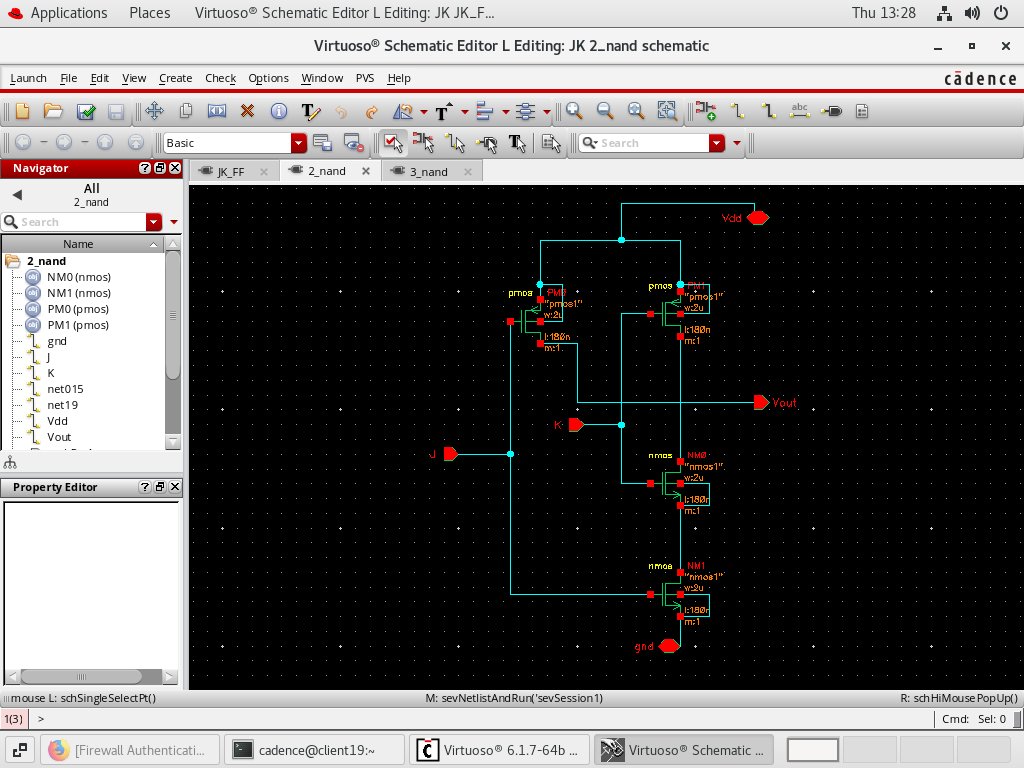 Applications Places Virtuoso® Schematic Editor L Editing: JK JK_F... Thu 13:28
Virtuoso® Schematic Editor L Editing: JK 2_nand schematic
Launch File Edit View Create Check Options Window PVS Help cādence
abc
Basic Search
Navigator ? JK_FF 2_nand 3_nand
All
2_nand
Search
Name
2_nand
NM0 (nmos)
NM1 (nmos)
PM0 (pmos)
PM1 (pmos)
gnd
J
K
net015
net19
Vdd
Vout
Property Editor ?
Vdd
pmos PM0
"pmos1"
w:2u
l:180n
m:1
pmos PM1
"pmos1"
w:2u
l:180n
m:1
Vout
K
J
nmos NM0
"nmos1"
w:2u
l:180n
m:1
nmos NM1
"nmos1"
w:2u
l:180n
m:1
gnd
mouse L: schSingleSelectPt() M: sevNetlistAndRun('sevSession1) R: schHiMousePopUp()
1(3) > Cmd: Sel: 0
[Firewall Authenticati... cadence@client19:~ Virtuoso® 6.1.7-64b ... Virtuoso® Schematic ...